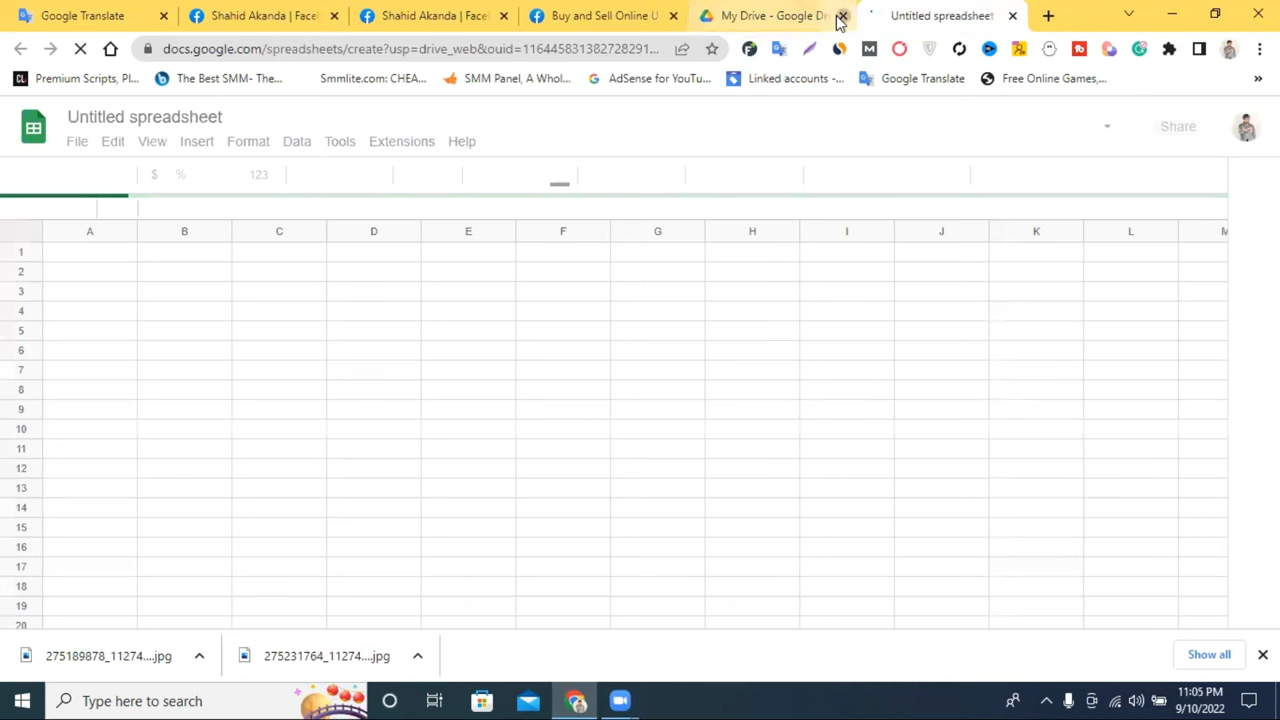 Google Translate
Shahid Akanda | Face
Shahid Akanda | Face
Buy and Sell Online U
My Drive - Google Dr
Untitled spreadsheet
docs.google.com/spreadsheets/create?usp=drive_web&ouid=116445831382728291...
Premium Scripts, Pl...
The Best SMM- The...
Smmlite.com: CHEA...
SMM Panel, A Whol...
AdSense for YouTu...
Linked accounts -...
Google Translate
Free Online Games,...
»
Untitled spreadsheet
Share
File Edit View Insert Format Data Tools Extensions Help
$ % 123
A B C D E F G H I J K L M
1
2
3
4
5
6
7
8
9
10
11
12
13
14
15
16
17
18
19
20
275189878_11274....jpg
275231764_11274....jpg
Show all
Type here to search
11:05 PM
9/10/2022